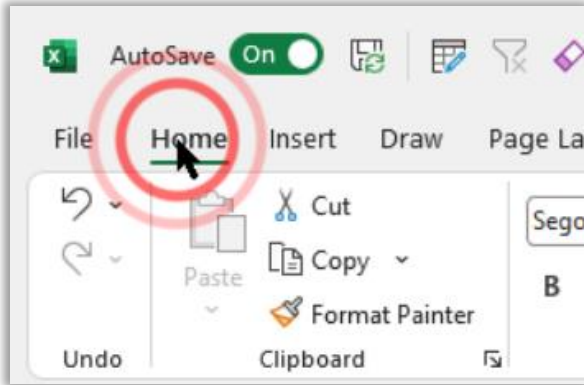 AutoSave On
File Home Insert Draw Page La
Cut
Sego
Copy
Paste
B
Format Painter
Undo Clipboard